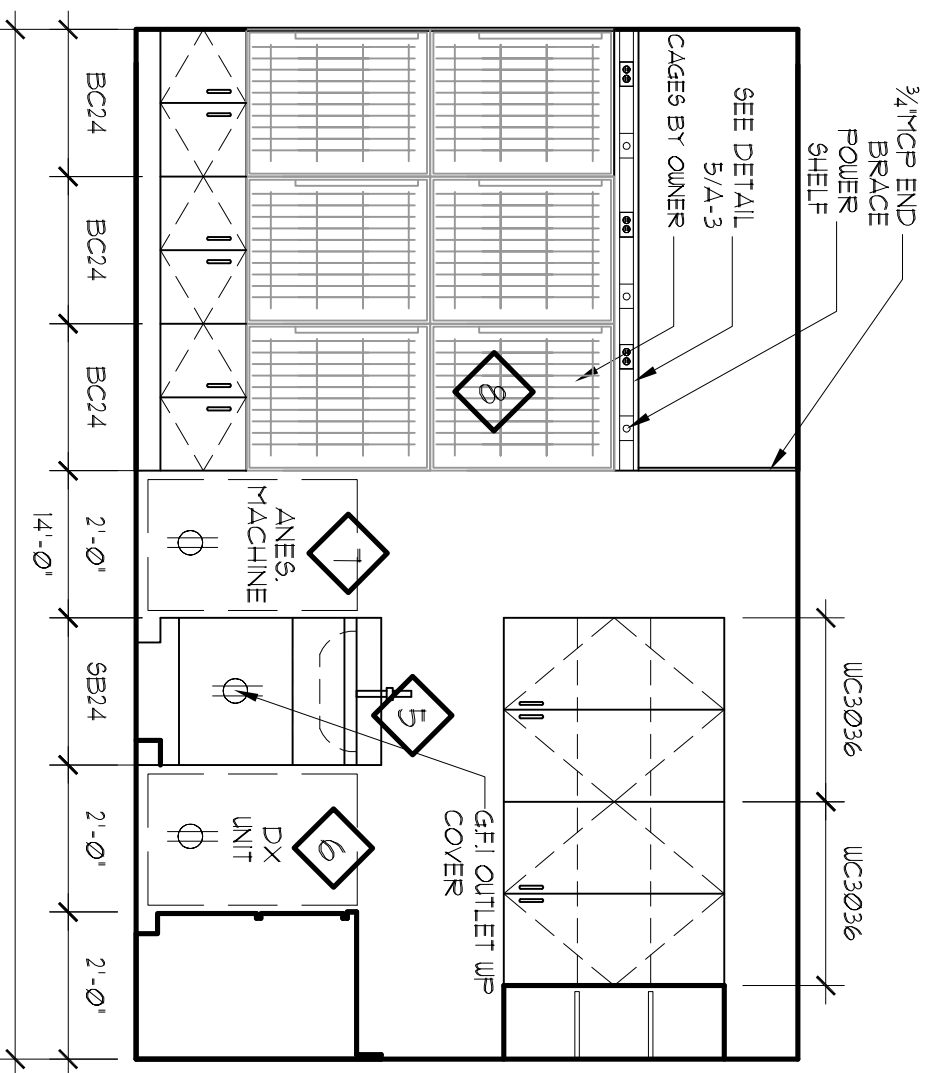 3/4"MCP END
BRACE
POWER
SHELF
SEE DETAIL
5/A-3
CAGES BY OWNER
WC3036
WC3036
8
7
ANES.
MACHINE
5
6
DX
UNIT
G.F.I OUTLET WP
COVER
BC24
BC24
BC24
2'-0"
SB24
2'-0"
2'-0"
14'-0"